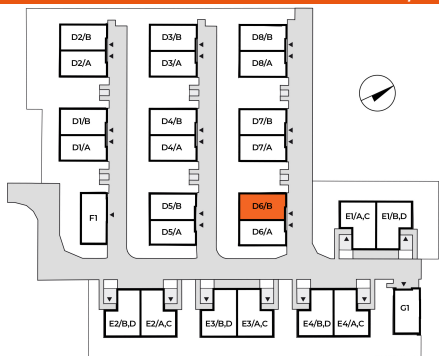 D2/B D3/B D8/B
D2/A D3/A D8/A
D1/B D4/B D7/B
D1/A D4/A D7/A
F1 D5/B D6/B
D5/A D6/A
E1/A,C E1/B,D
E2/B,D E2/A,C E3/B,D E3/A,C E4/B,D E4/A,C
G1